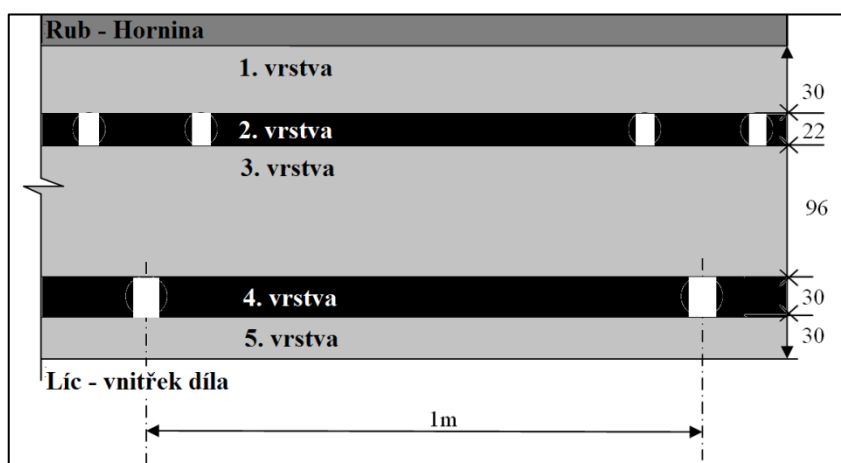 Rub - Hornina
1. vrstva
30
2. vrstva
22
3. vrstva
96
4. vrstva
30
5. vrstva
30
Líc - vnitřek díla
1m